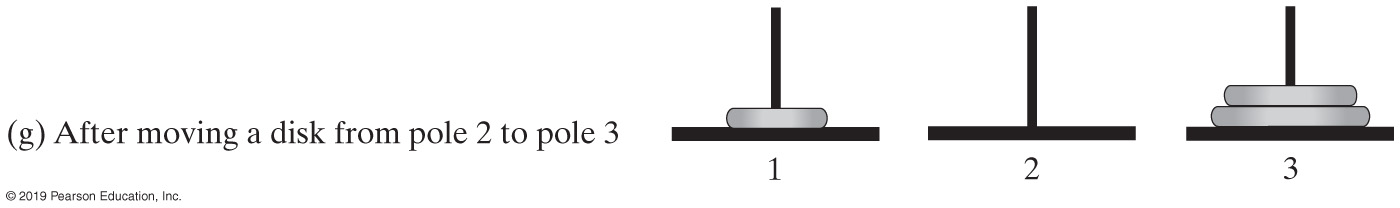 (g) After moving a disk from pole 2 to pole 3
1 2 3
© 2019 Pearson Education, Inc.